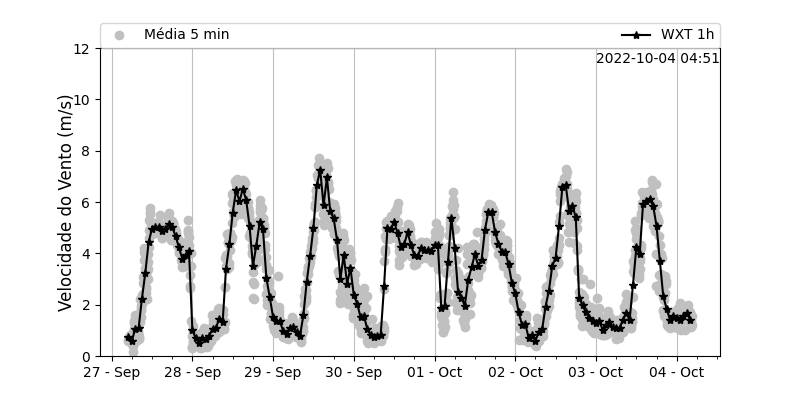 Média 5 min WXT 1h
2022-10-04 04:51
Velocidade do Vento (m/s)
12
10
8
6
4
2
0
27 - Sep 28 - Sep 29 - Sep 30 - Sep 01 - Oct 02 - Oct 03 - Oct 04 - Oct